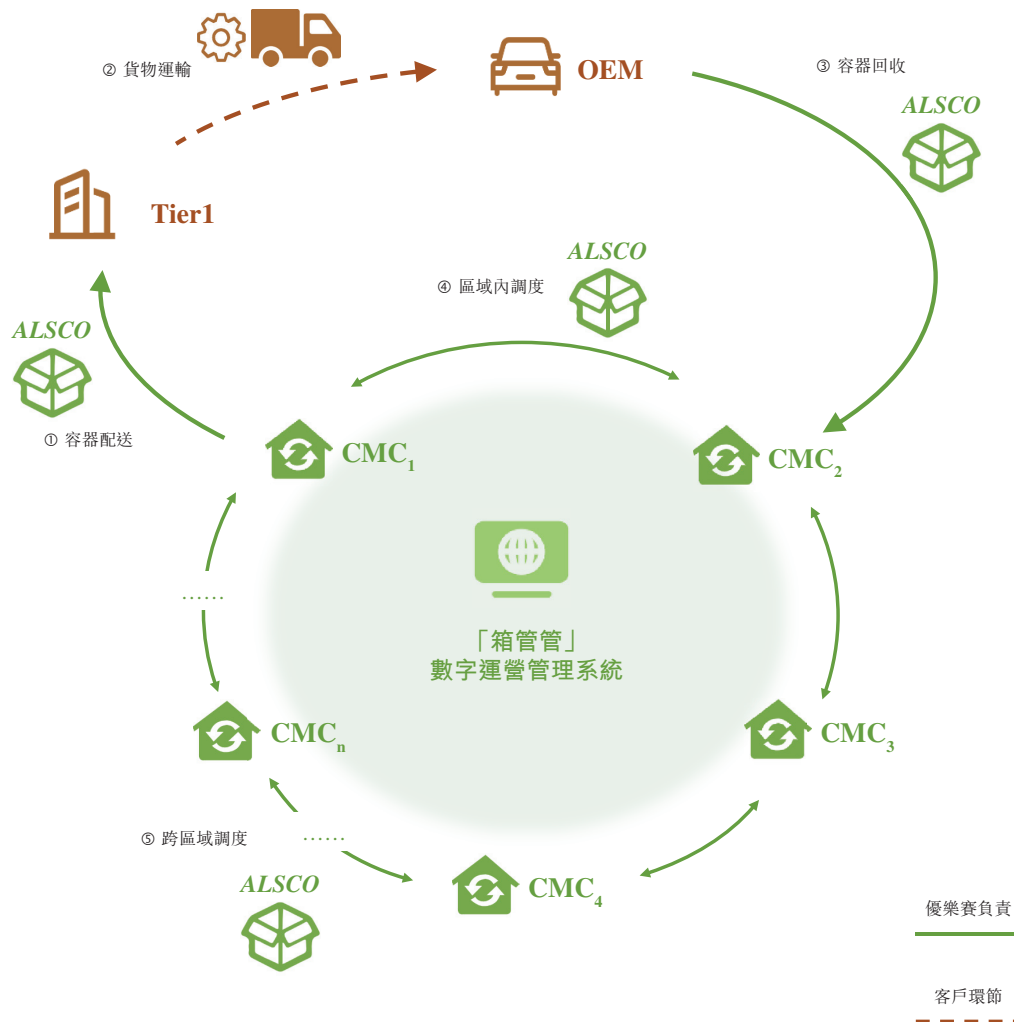 ② 貨物運輸
OEM
③ 容器回收
ALSCO
Tier1
ALSCO
④ 區域內調度
ALSCO
① 容器配送
CMC₁
CMC₂
……
「箱管管」
數字運營管理系統
CMCₙ
CMC₃
⑤ 跨區域調度
……
ALSCO
CMC₄
優樂賽負責
客戶環節